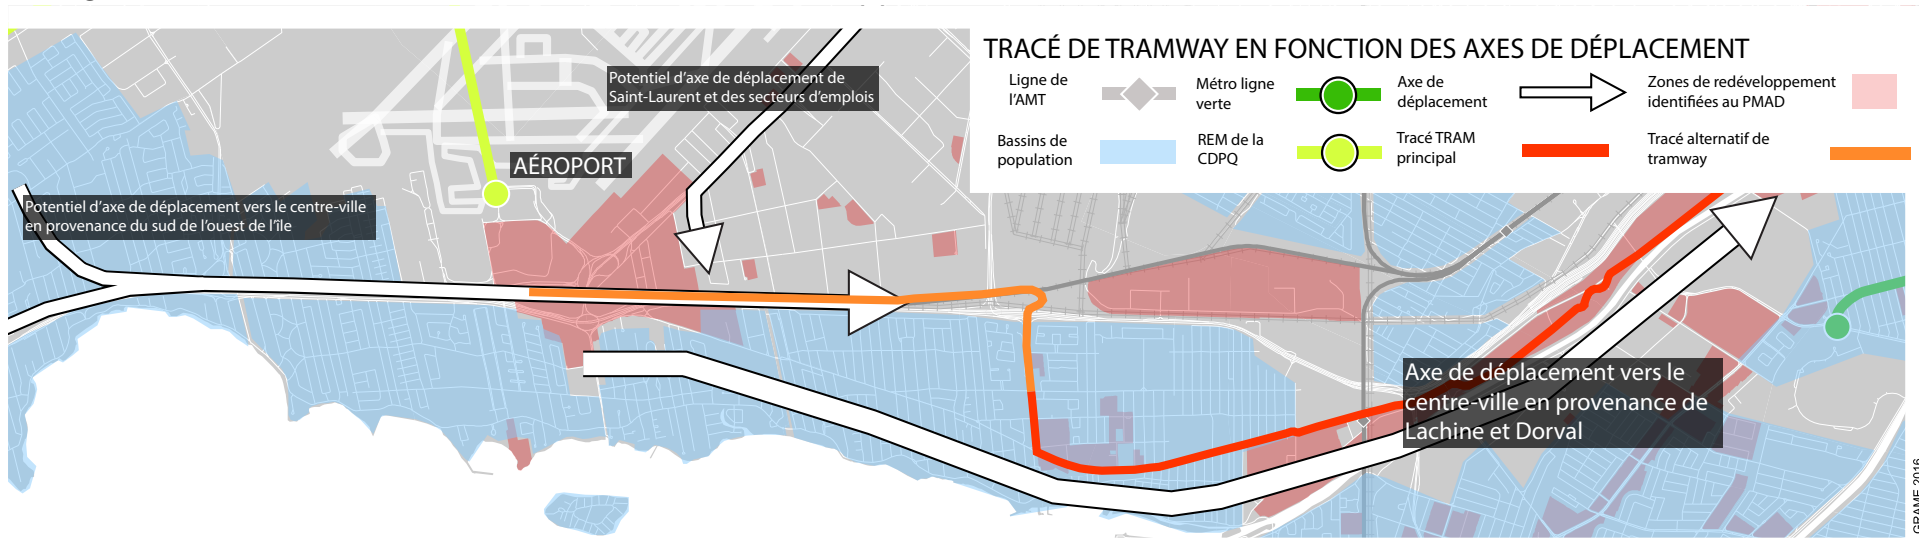 TRACÉ DE TRAMWAY EN FONCTION DES AXES DE DÉPLACEMENT
Ligne de
l'AMT
Métro ligne
verte
Axe de
déplacement
Zones de redéveloppement
identifiées au PMAD
Bassins de
population
REM de la
CDPQ
Tracé TRAM
principal
Tracé alternatif de
tramway
Potentiel d'axe de déplacement de
Saint-Laurent et des secteurs d'emplois
AÉROPORT
Potentiel d'axe de déplacement vers le centre-ville
en provenance du sud de l'ouest de l'île
Axe de déplacement vers le
centre-ville en provenance de
Lachine et Dorval
GRAME 2016